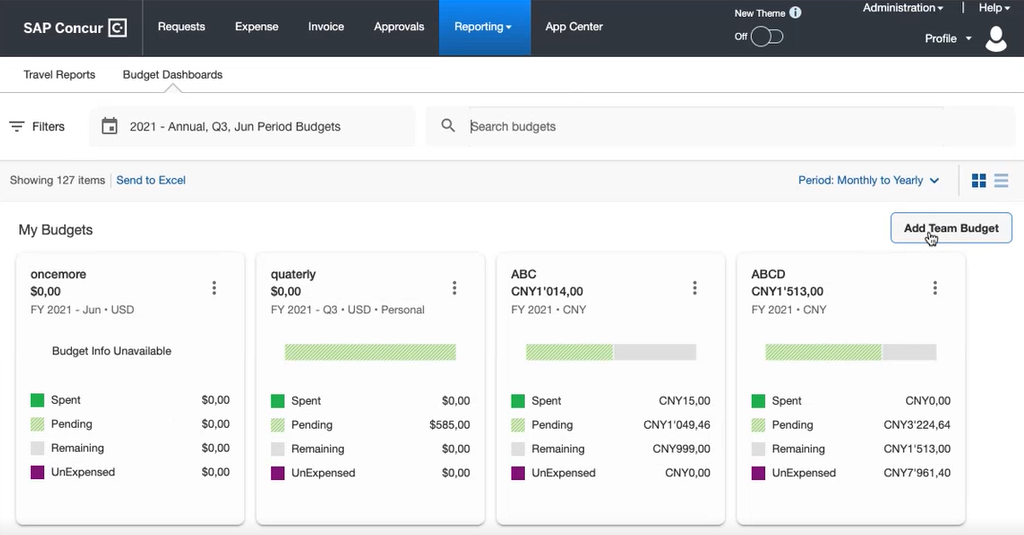 SAP Concur C
Requests
Expense
Invoice
Approvals
Reporting
App Center
New Theme
Off
Administration | Help
Profile
Travel Reports
Budget Dashboards
Filters
2021 - Annual, Q3, Jun Period Budgets
Search budgets
Showing 127 items | Send to Excel
Period: Monthly to Yearly
My Budgets
Add Team Budget
oncemore
$0,00
FY 2021 - Jun • USD
Budget Info Unavailable
Spent $0,00
Pending $0,00
Remaining $0,00
UnExpensed $0,00
quaterly
$0,00
FY 2021 - Q3 • USD • Personal
Spent $0,00
Pending $585,00
Remaining $0,00
UnExpensed $0,00
ABC
CNY1'014,00
FY 2021 • CNY
Spent CNY15,00
Pending CNY1'049,46
Remaining CNY999,00
UnExpensed CNY0,00
ABCD
CNY1'513,00
FY 2021 • CNY
Spent CNY0,00
Pending CNY3'224,64
Remaining CNY1'513,00
UnExpensed CNY7'961,40